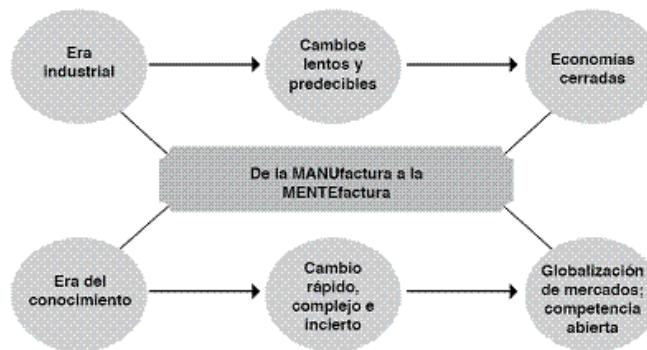 Era
industrial
Cambios
lentos y
predecibles
Economías
cerradas
De la MANUfactura a la
MENTEfactura
Era del
conocimiento
Cambio
rápido,
complejo e
incierto
Globalización
de mercados;
competencia
abierta